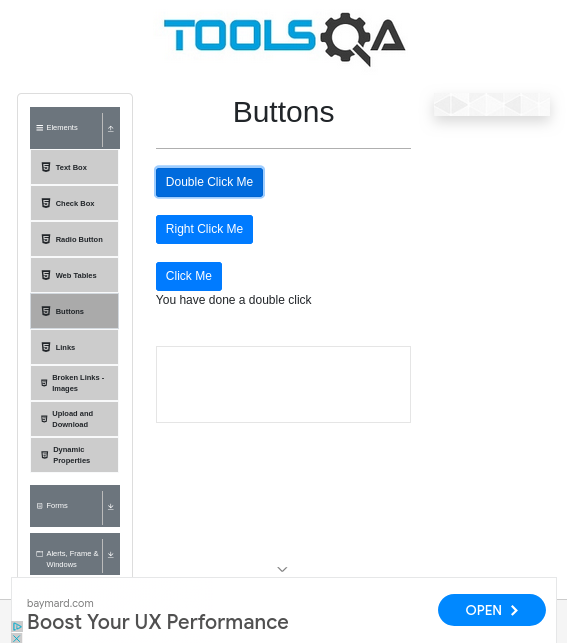 TOOLSQA
Elements
Text Box
Check Box
Radio Button
Web Tables
Buttons
Links
Broken Links -
Images
Upload and
Download
Dynamic
Properties
Forms
Alerts, Frame &
Windows
Buttons
Double Click Me
Right Click Me
Click Me
You have done a double click
baymard.com
Boost Your UX Performance
OPEN